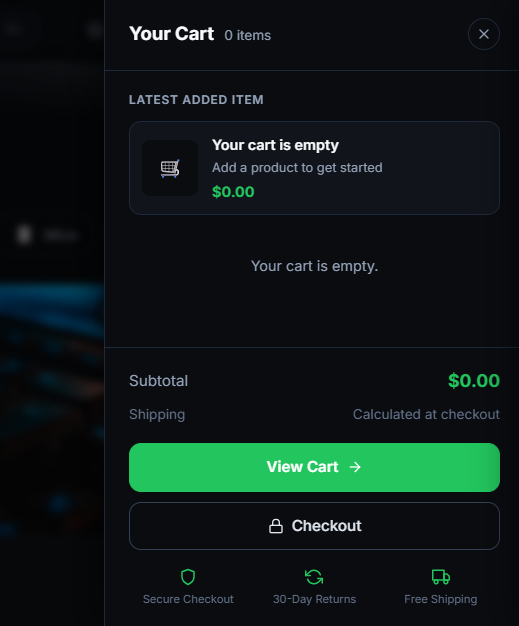 Your Cart 0 items
LATEST ADDED ITEM
Your cart is empty
Add a product to get started
$0.00
Your cart is empty.
Subtotal $0.00
Shipping Calculated at checkout
View Cart →
Checkout
Secure Checkout 30-Day Returns Free Shipping